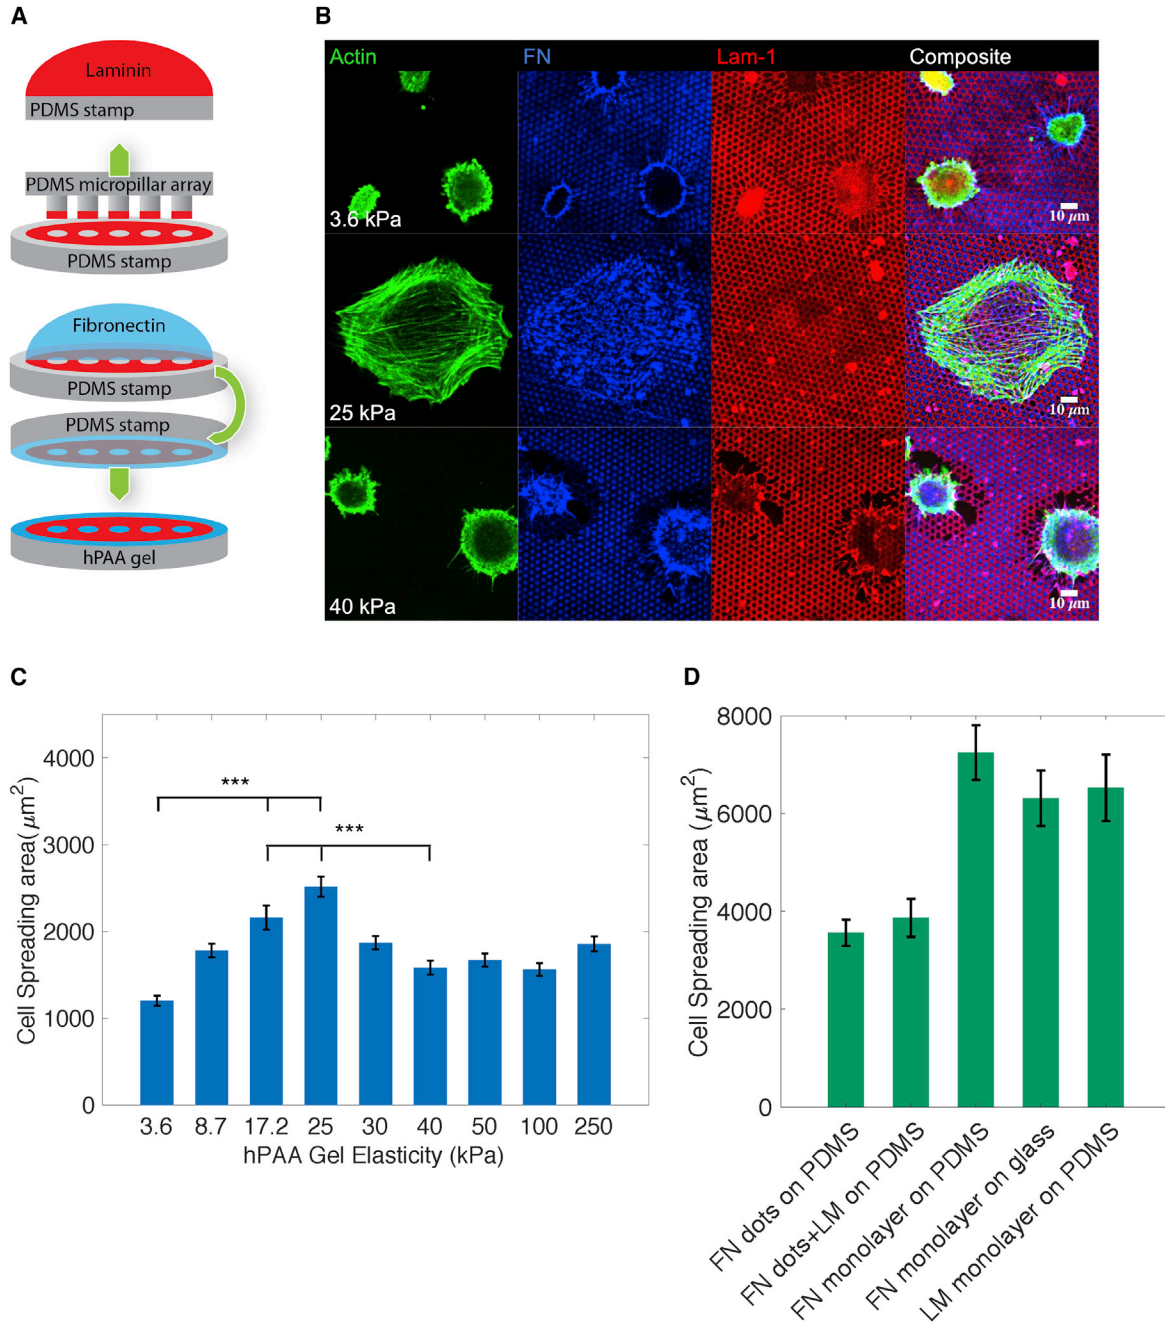 A
Laminin
PDMS stamp
PDMS micropillar array
PDMS stamp
Fibronectin
PDMS stamp
PDMS stamp
hPAA gel
B
Actin
FN
Lam-1
Composite
3.6 kPa
10 μm
25 kPa
10 μm
40 kPa
10 μm
C
Cell Spreading area(μm²)
4000
3000
2000
1000
0
***
***
3.6 8.7 17.2 25 30 40 50 100 250
hPAA Gel Elasticity (kPa)
D
Cell Spreading area (μm²)
8000
6000
4000
2000
0
FN dots on PDMS
FN dots+LM on PDMS
FN monolayer on PDMS
FN monolayer on glass
LM monolayer on PDMS